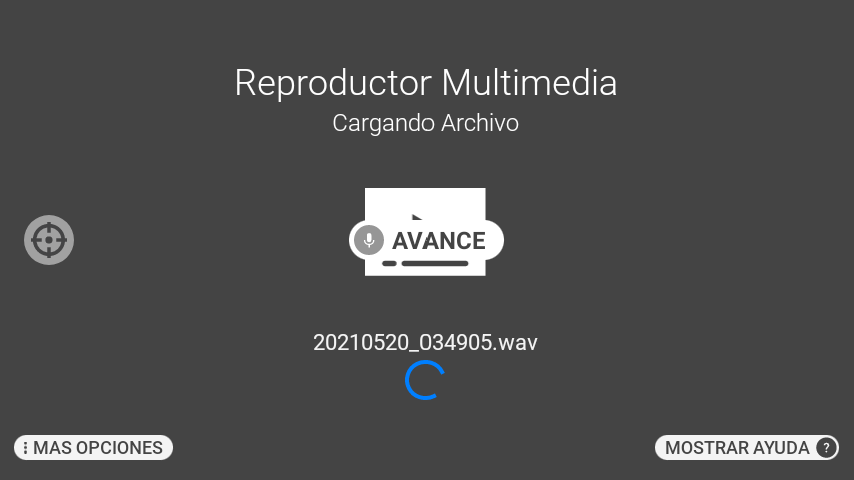 Reproductor Multimedia
Cargando Archivo
AVANCE
20210520_034905.wav
MAS OPCIONES
MOSTRAR AYUDA ?